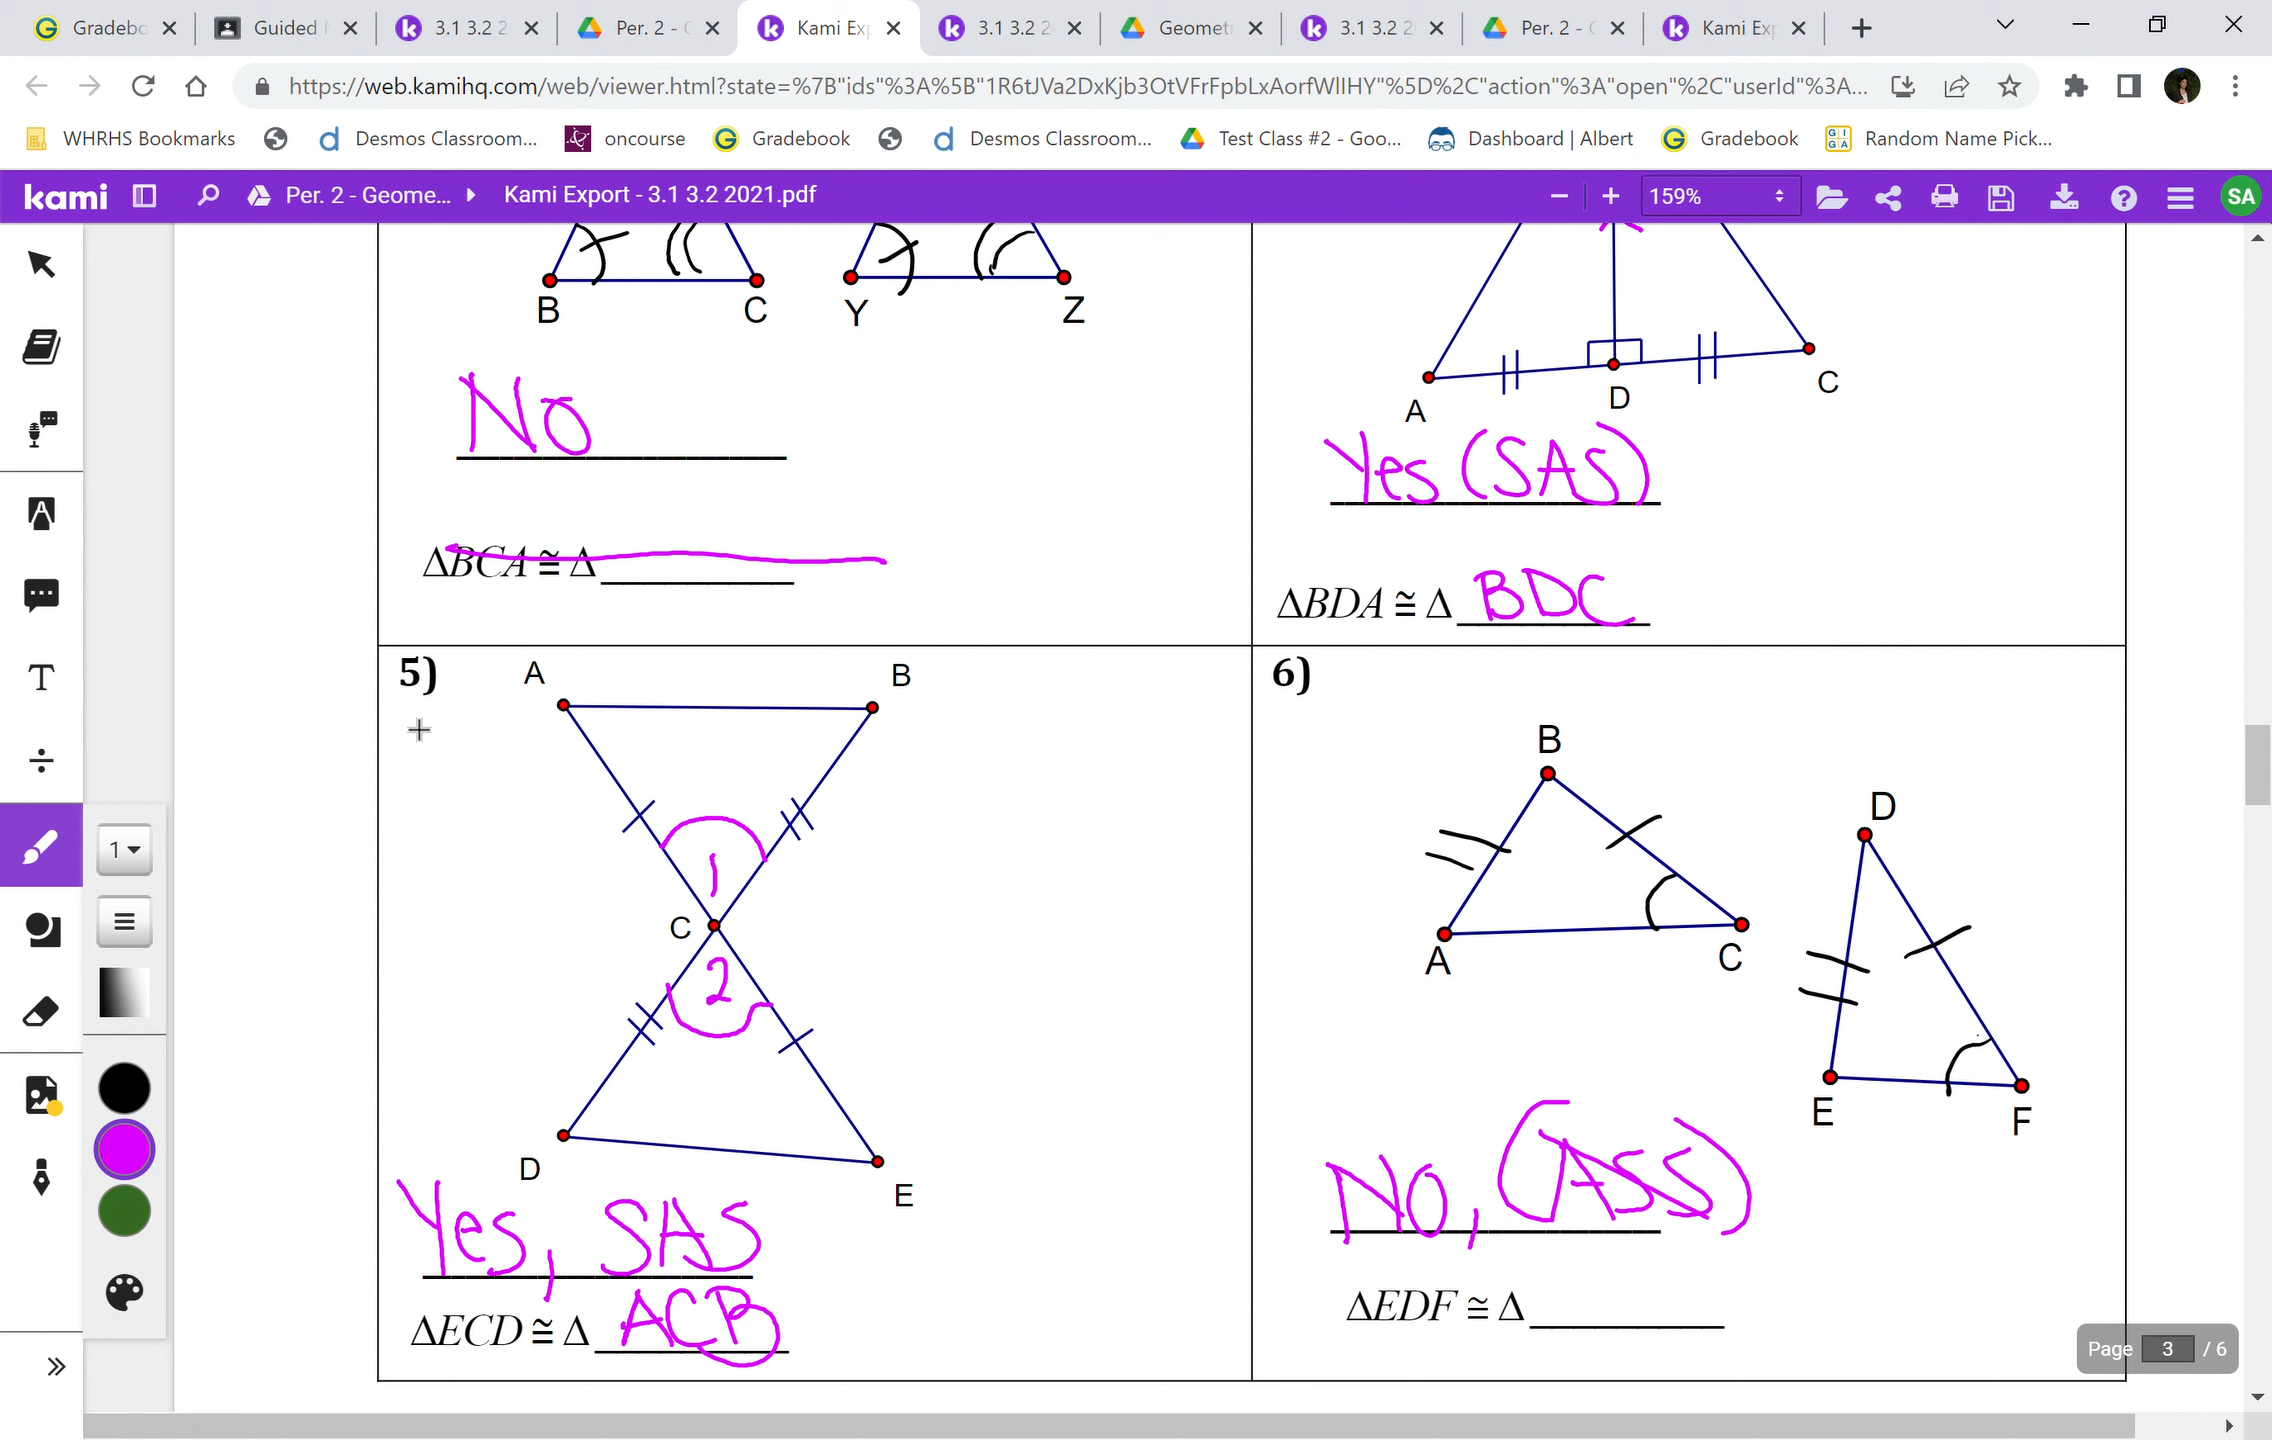 Gradebo
Guided
3.1 3.2 2
Per. 2 -
Kami Exp
3.1 3.2 2
Geomet
3.1 3.2 2
Per. 2 -
Kami Exp
https://web.kamihq.com/web/viewer.html?state=%7B"ids"%3A%5B"1R6tJVa2DxKjb3OtVFrFpbLxAorfWlIHY"%5D%2C"action"%3A"open"%2C"userId"%3A...
WHRHS Bookmarks
Desmos Classroom...
oncourse
Gradebook
Desmos Classroom...
Test Class #2 - Goo...
Dashboard | Albert
Gradebook
Random Name Pick...
kami
Per. 2 - Geome...
Kami Export - 3.1 3.2 2021.pdf
159%
SA
B C Y Z
No
ΔBCA ≅ Δ
A D C
Yes (SAS)
ΔBDA ≅ Δ BDC
5)
A B
1
C
2
D E
Yes, SAS
ΔECD ≅ Δ ACB
6)
B
D
A C
E F
No, (ASS)
ΔEDF ≅ Δ
1
Page 3 / 6